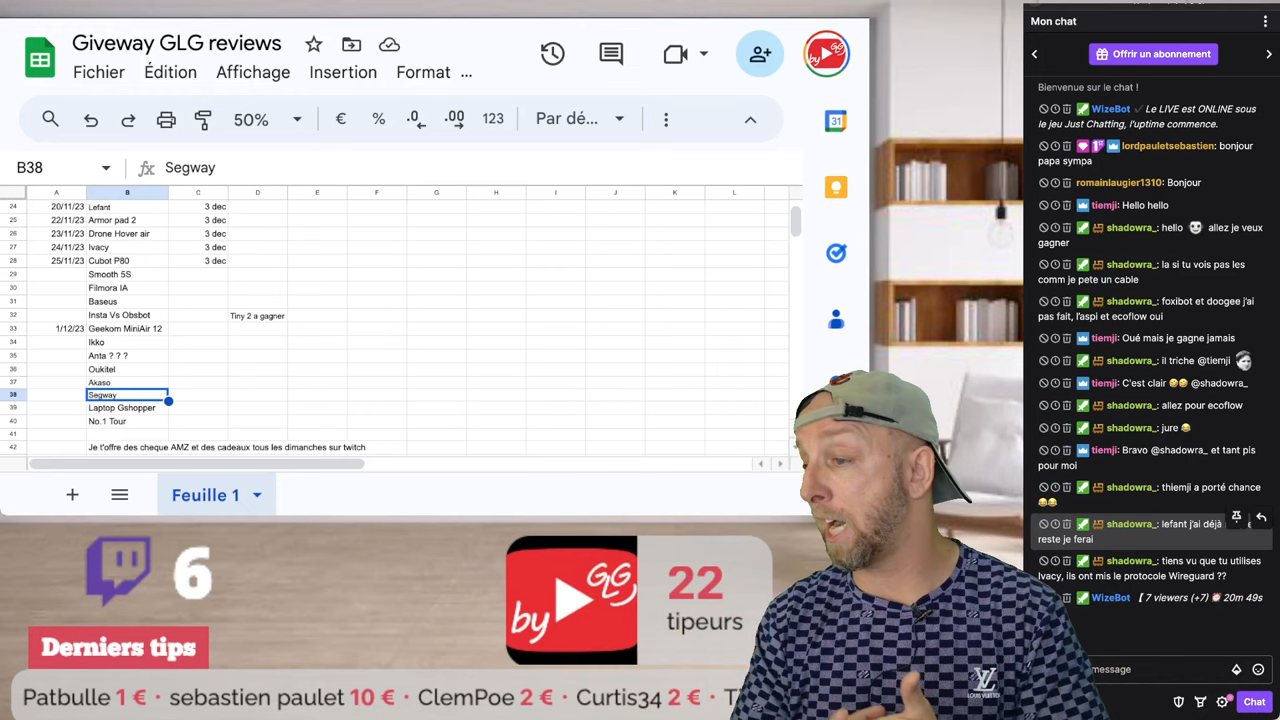 Giveway GLG reviews
Fichier Édition Affichage Insertion Format ...
50% € % .0 .00 123 Par dé...
31
B38 fx Segway
A B C D E F G H I J K L
24 20/11/23 Lefant 3 dec
25 22/11/23 Armor pad 2 3 dec
26 23/11/23 Drone Hover air 3 dec
27 24/11/23 Ivacy 3 dec
28 25/11/23 Cubot P80 3 dec
29 Smooth 5S
30 Filmora IA
31 Baseus
32 Insta Vs Obsbot Tiny 2 a gagner
33 1/12/23 Geekom MiniAir 12
34 Ikko
35 Anta ? ? ?
36 Oukitel
37 Akaso
38 Segway
39 Laptop Gshopper
40 No.1 Tour
41
42 Je t'offre des cheque AMZ et des cadeaux tous les dimanches sur twitch
Feuille 1
6
by GG
22
tipeurs
Derniers tips
Patbulle 1 € · sebastien paulet 10 € · ClemPoe 2 € · Curtis34 2 € · T
LOUIS VUITTON
Mon chat
Offrir un abonnement
Bienvenue sur le chat !
WizeBot Le LIVE est ONLINE sous
le jeu Just Chatting, l'uptime commence.
lordpauletsebastien: bonjour
papa sympa
romainlaugier1310: Bonjour
tiemji: Hello hello
shadowra_: hello allez je veux
gagner
shadowra_: la si tu vois pas les
comm je pete un cable
shadowra_: foxibot et doogee j'ai
pas fait, l'aspi et ecoflow oui
tiemji: Oué mais je gagne jamais
shadowra_: il triche @tiemji
tiemji: C'est clair 🤣🤣 @shadowra_
shadowra_: allez pour ecoflow
shadowra_: jure 😂
tiemji: Bravo @shadowra_ et tant pis
pour moi
shadowra_: thiemji a porté chance
😂😂
shadowra_: lefant j'ai déjà
reste je ferai
shadowra_: tiens vu que tu utilises
Ivacy, ils ont mis le protocole Wireguard ??
WizeBot 【 7 viewers (+7) ⏰ 20m 49s
message
Chat